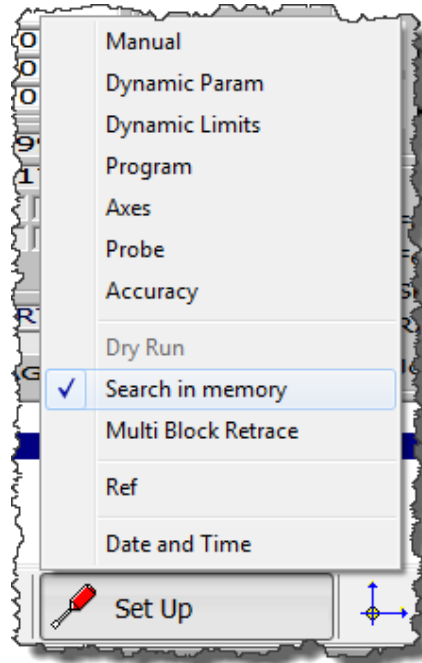 Manual
Dynamic Param
Dynamic Limits
Program
Axes
Probe
Accuracy
Dry Run
Search in memory
Multi Block Retrace
Ref
Date and Time
Set Up